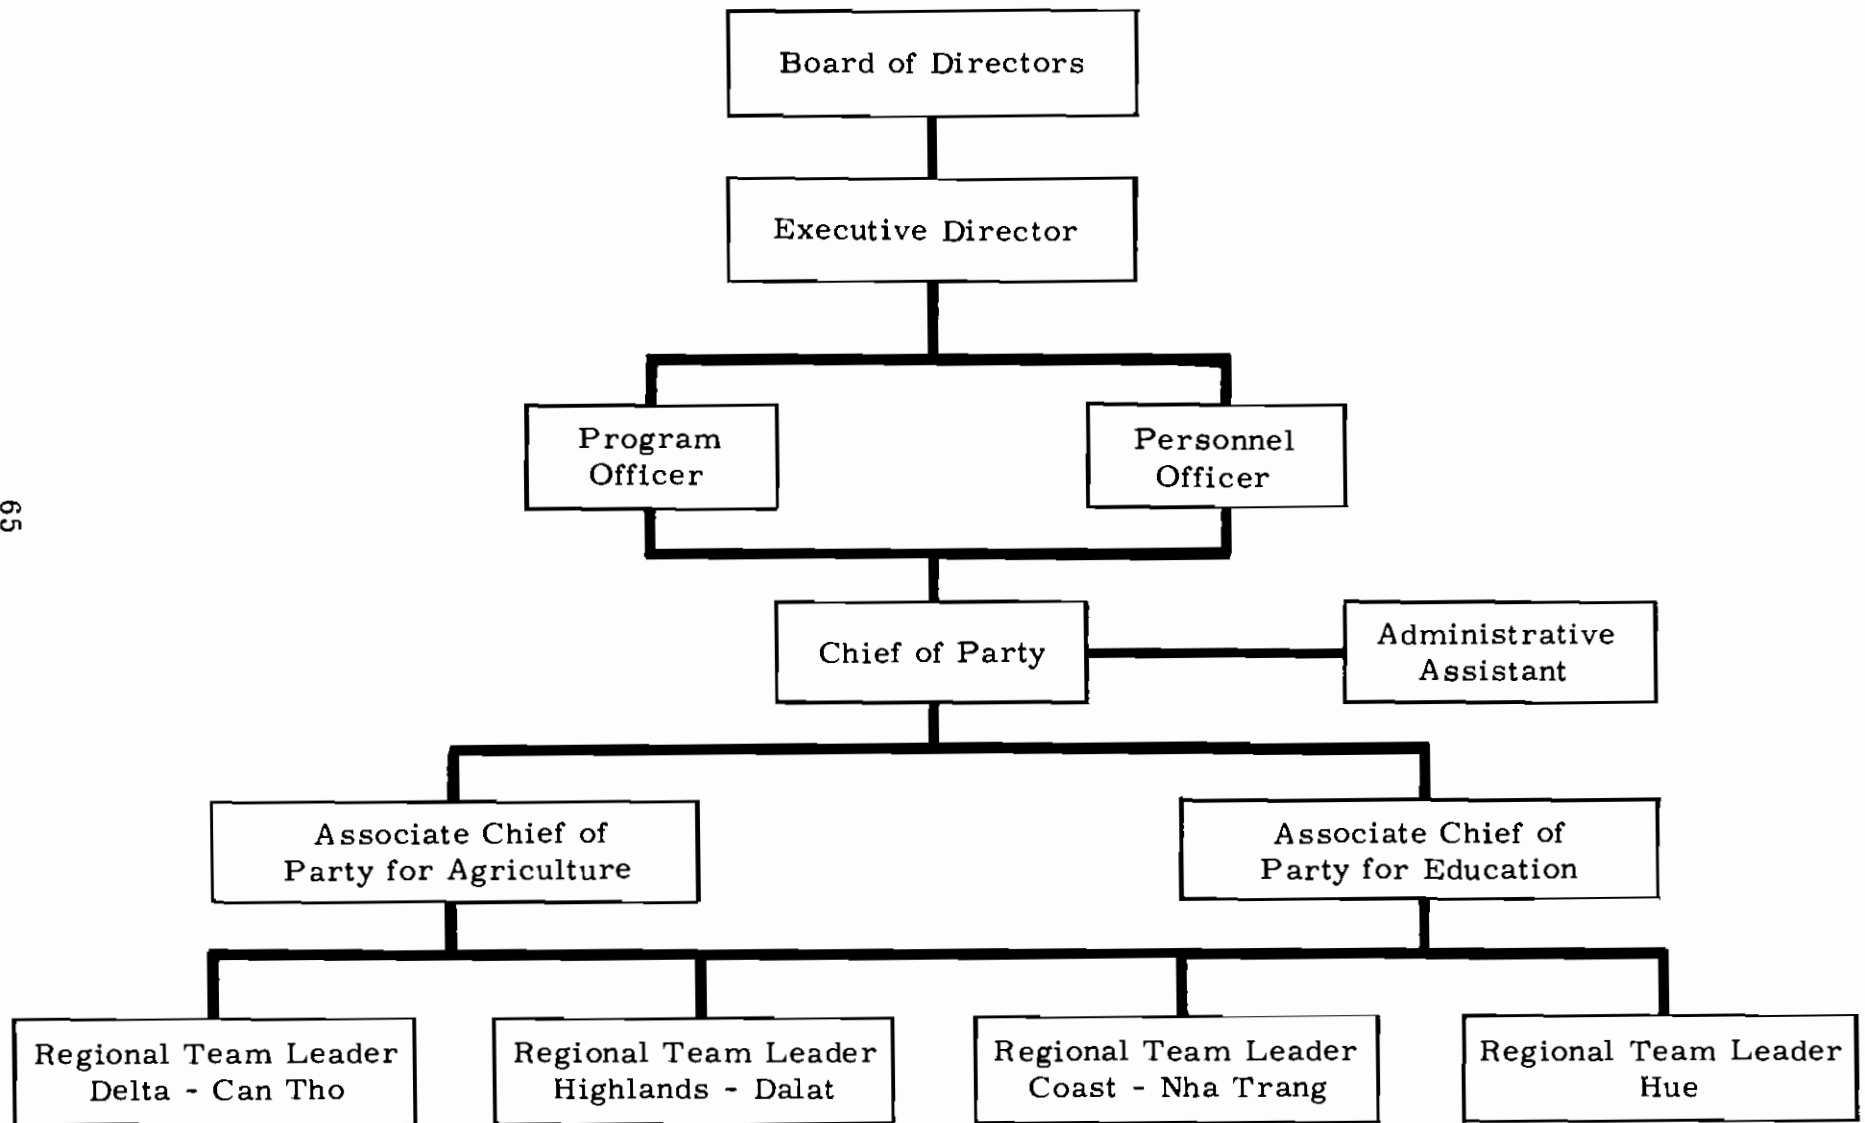 Board of Directors
Executive Director
Program
Officer
Personnel
Officer
65
Chief of Party
Administrative
Assistant
Associate Chief of
Party for Agriculture
Associate Chief of
Party for Education
Regional Team Leader
Delta - Can Tho
Regional Team Leader
Highlands - Dalat
Regional Team Leader
Coast - Nha Trang
Regional Team Leader
Hue